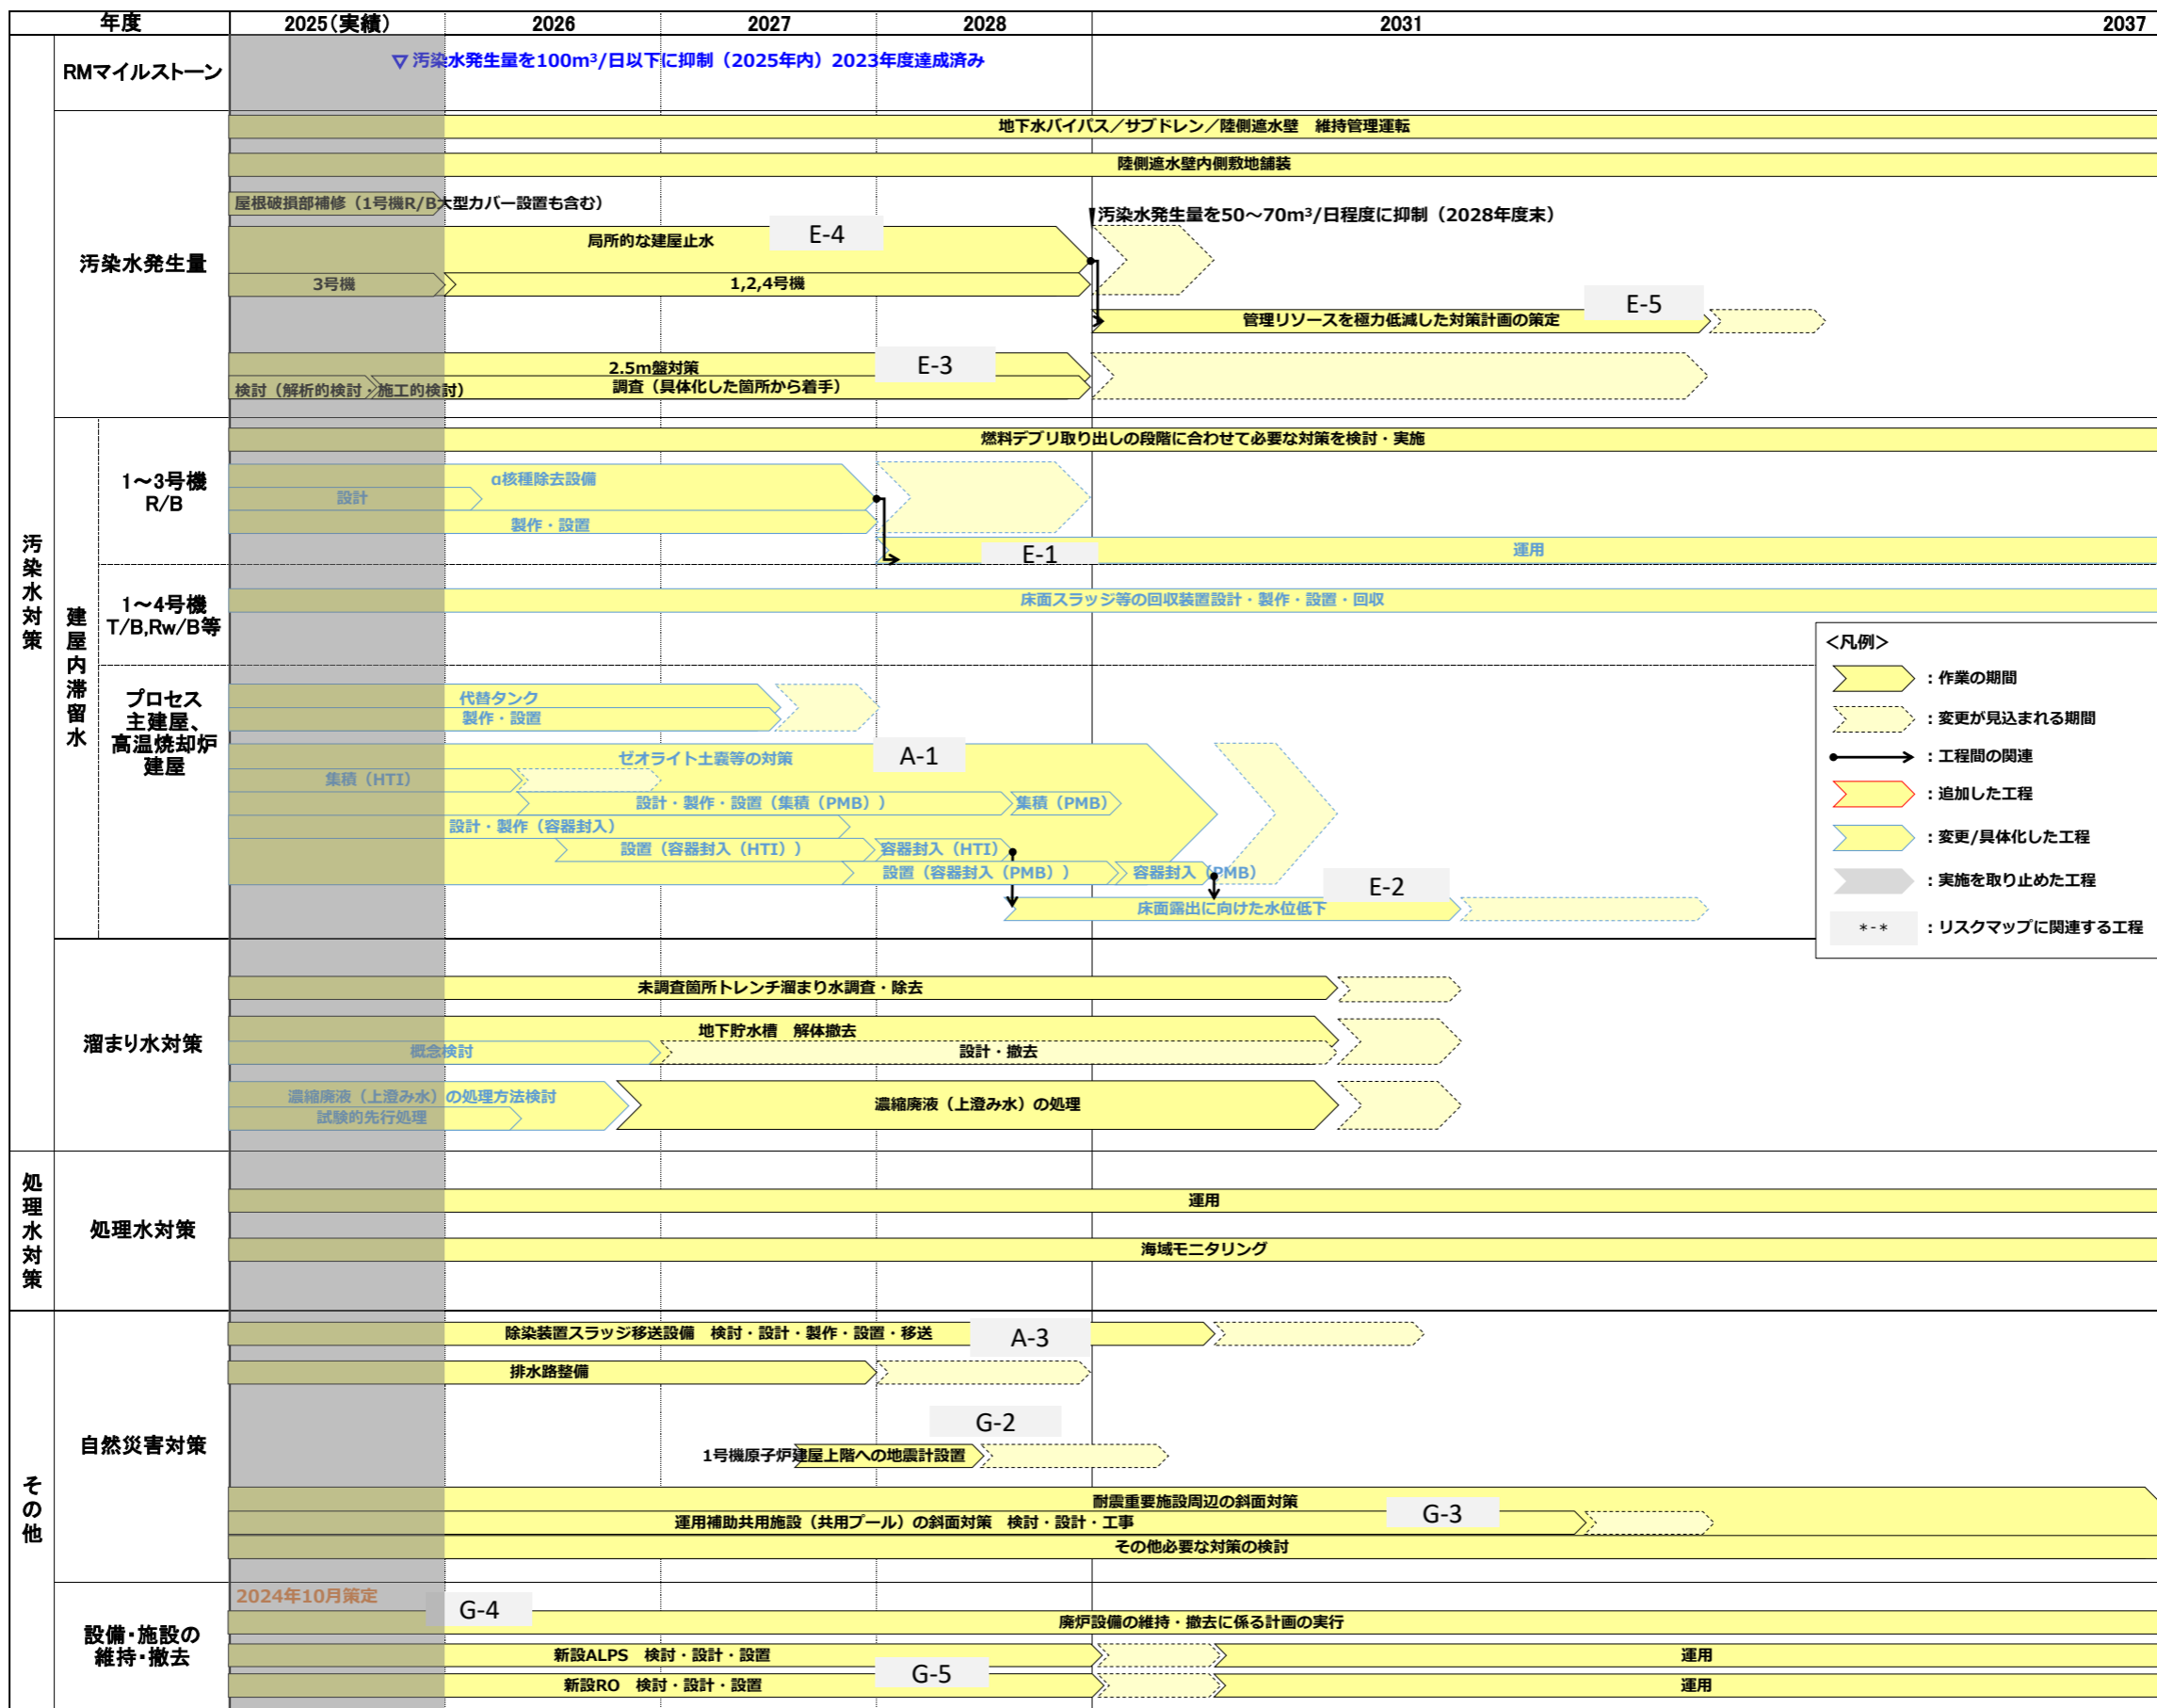 年度
2025(実績)
2026
2027
2028
2031
2037
汚染水対策
RMマイルストーン
▽ 汚染水発生量を100m³/日以下に抑制（2025年内）2023年度達成済み
汚染水発生量
地下水バイパス／サブドレン／陸側遮水壁　維持管理運転
陸側遮水壁内側敷地舗装
屋根破損部補修（1号機R/B大型カバー設置も含む）
汚染水発生量を50～70m³/日程度に抑制（2028年度末）
局所的な建屋止水
E-4
3号機
1,2,4号機
管理リソースを極力低減した対策計画の策定
E-5
2.5m盤対策
E-3
検討（解析的検討・施工的検討）
調査（具体化した箇所から着手）
建屋内滞留水
1～3号機
R/B
燃料デブリ取り出しの段階に合わせて必要な対策を検討・実施
α核種除去設備
設計
製作・設置
E-1
運用
1～4号機
T/B,Rw/B等
床面スラッジ等の回収装置設計・製作・設置・回収
プロセス
主建屋、
高温焼却炉
建屋
代替タンク
製作・設置
ゼオライト土嚢等の対策
A-1
集積（HTI）
設計・製作・設置（集積（PMB））
集積（PMB）
設計・製作（容器封入）
設置（容器封入（HTI））
容器封入（HTI）
設置（容器封入（PMB））
容器封入（PMB）
E-2
床面露出に向けた水位低下
＜凡例＞
：作業の期間
：変更が見込まれる期間
：工程間の関連
：追加した工程
：変更/具体化した工程
：実施を取り止めた工程
＊-＊
：リスクマップに関連する工程
溜まり水対策
未調査箇所トレンチ溜まり水調査・除去
地下貯水槽　解体撤去
概念検討
設計・撤去
濃縮廃液（上澄み水）の処理方法検討
試験的先行処理
濃縮廃液（上澄み水）の処理
処理水対策
処理水対策
運用
海域モニタリング
その他
自然災害対策
除染装置スラッジ移送設備　検討・設計・製作・設置・移送
A-3
排水路整備
G-2
1号機原子炉建屋上階への地震計設置
耐震重要施設周辺の斜面対策
運用補助共用施設（共用プール）の斜面対策　検討・設計・工事
G-3
その他必要な対策の検討
設備・施設の
維持・撤去
2024年10月策定
G-4
廃炉設備の維持・撤去に係る計画の実行
新設ALPS　検討・設計・設置
運用
新設RO　検討・設計・設置
G-5
運用